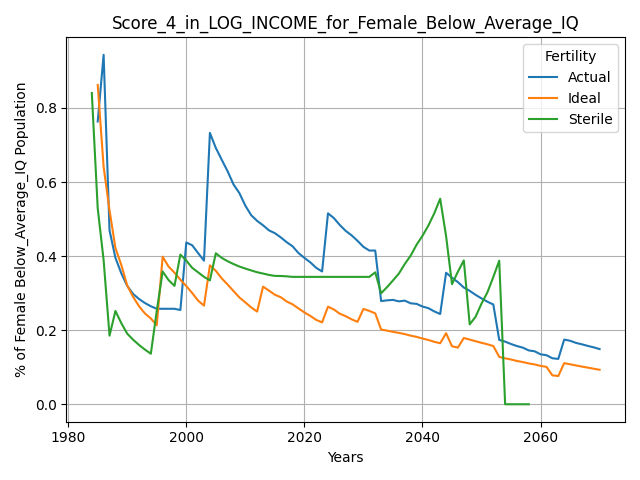 Score_4_in_LOG_INCOME_for_Female_Below_Average_IQ
% of Female Below_Average_IQ Population
0.8
0.6
0.4
0.2
0.0
Fertility
Actual
Ideal
Sterile
1980
2000
2020
2040
2060
Years